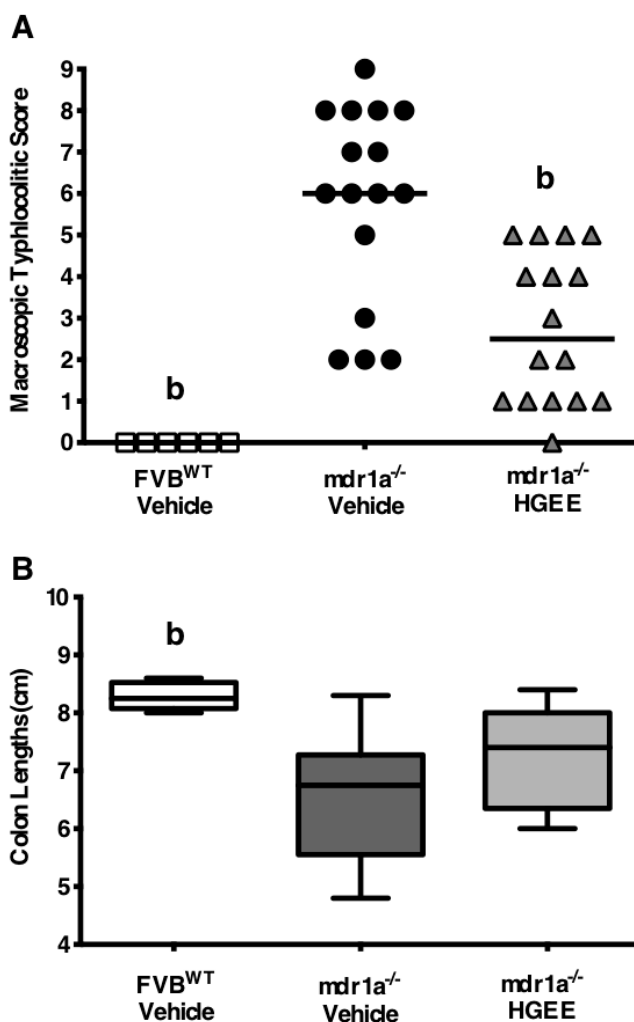 A
Macroscopic Typhlocolitic Score
9
8
7
6
5
4
3
2
1
0
b
b
FVB^WT
Vehicle
mdr1a^-/-
Vehicle
mdr1a^-/-
HGEE
B
Colon Lengths(cm)
10
9
8
7
6
5
4
b
FVB^WT
Vehicle
mdr1a^-/-
Vehicle
mdr1a^-/-
HGEE